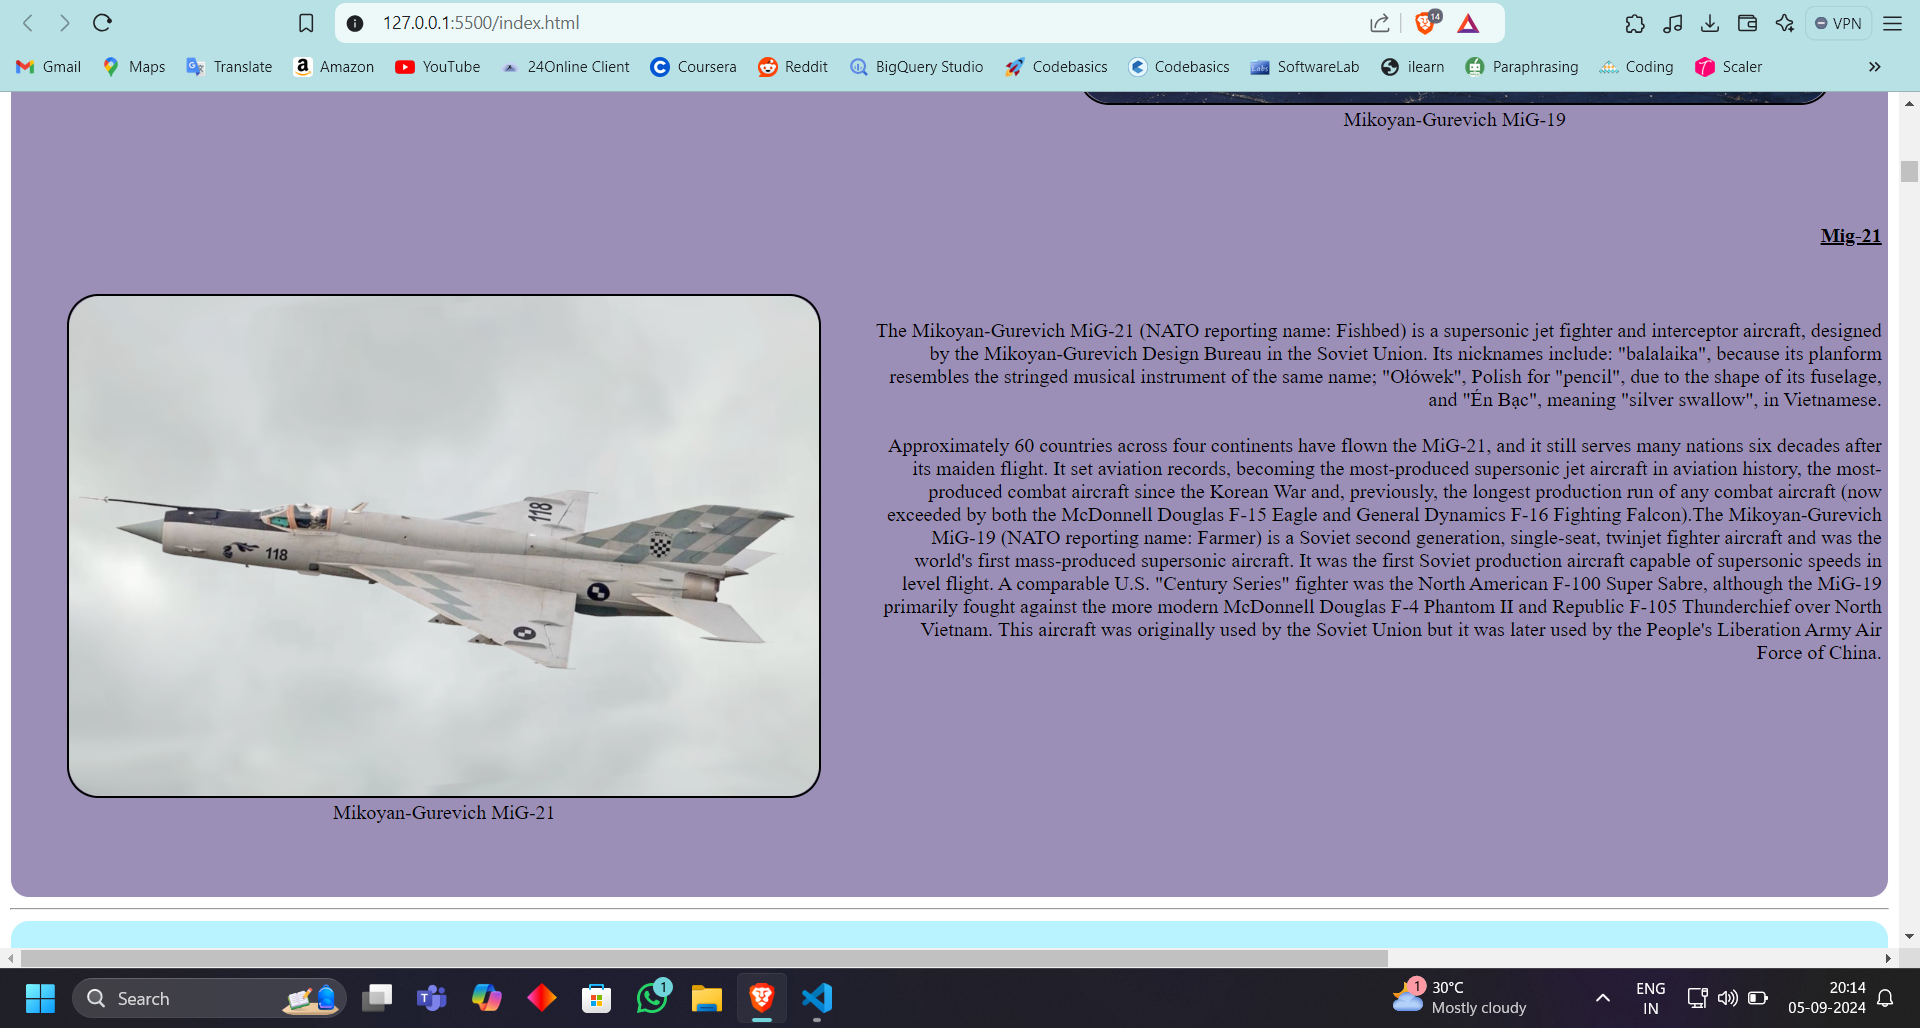 127.0.0.1:5500/index.html
14
VPN
Gmail Maps Translate Amazon YouTube 24Online Client Coursera Reddit BigQuery Studio Codebasics Codebasics SoftwareLab ilearn Paraphrasing Coding Scaler
Mikoyan-Gurevich MiG-19
Mig-21
The Mikoyan-Gurevich MiG-21 (NATO reporting name: Fishbed) is a supersonic jet fighter and interceptor aircraft, designed
by the Mikoyan-Gurevich Design Bureau in the Soviet Union. Its nicknames include: "balalaika", because its planform
resembles the stringed musical instrument of the same name; "Ołówek", Polish for "pencil", due to the shape of its fuselage,
and "Én Bạc", meaning "silver swallow", in Vietnamese.
Approximately 60 countries across four continents have flown the MiG-21, and it still serves many nations six decades after
its maiden flight. It set aviation records, becoming the most-produced supersonic jet aircraft in aviation history, the most-
produced combat aircraft since the Korean War and, previously, the longest production run of any combat aircraft (now
exceeded by both the McDonnell Douglas F-15 Eagle and General Dynamics F-16 Fighting Falcon).The Mikoyan-Gurevich
MiG-19 (NATO reporting name: Farmer) is a Soviet second generation, single-seat, twinjet fighter aircraft and was the
world's first mass-produced supersonic aircraft. It was the first Soviet production aircraft capable of supersonic speeds in
level flight. A comparable U.S. "Century Series" fighter was the North American F-100 Super Sabre, although the MiG-19
primarily fought against the more modern McDonnell Douglas F-4 Phantom II and Republic F-105 Thunderchief over North
Vietnam. This aircraft was originally used by the Soviet Union but it was later used by the People's Liberation Army Air
Force of China.
118
118
Mikoyan-Gurevich MiG-21
Search
1
1
30°C
Mostly cloudy
ENG
IN
20:14
05-09-2024